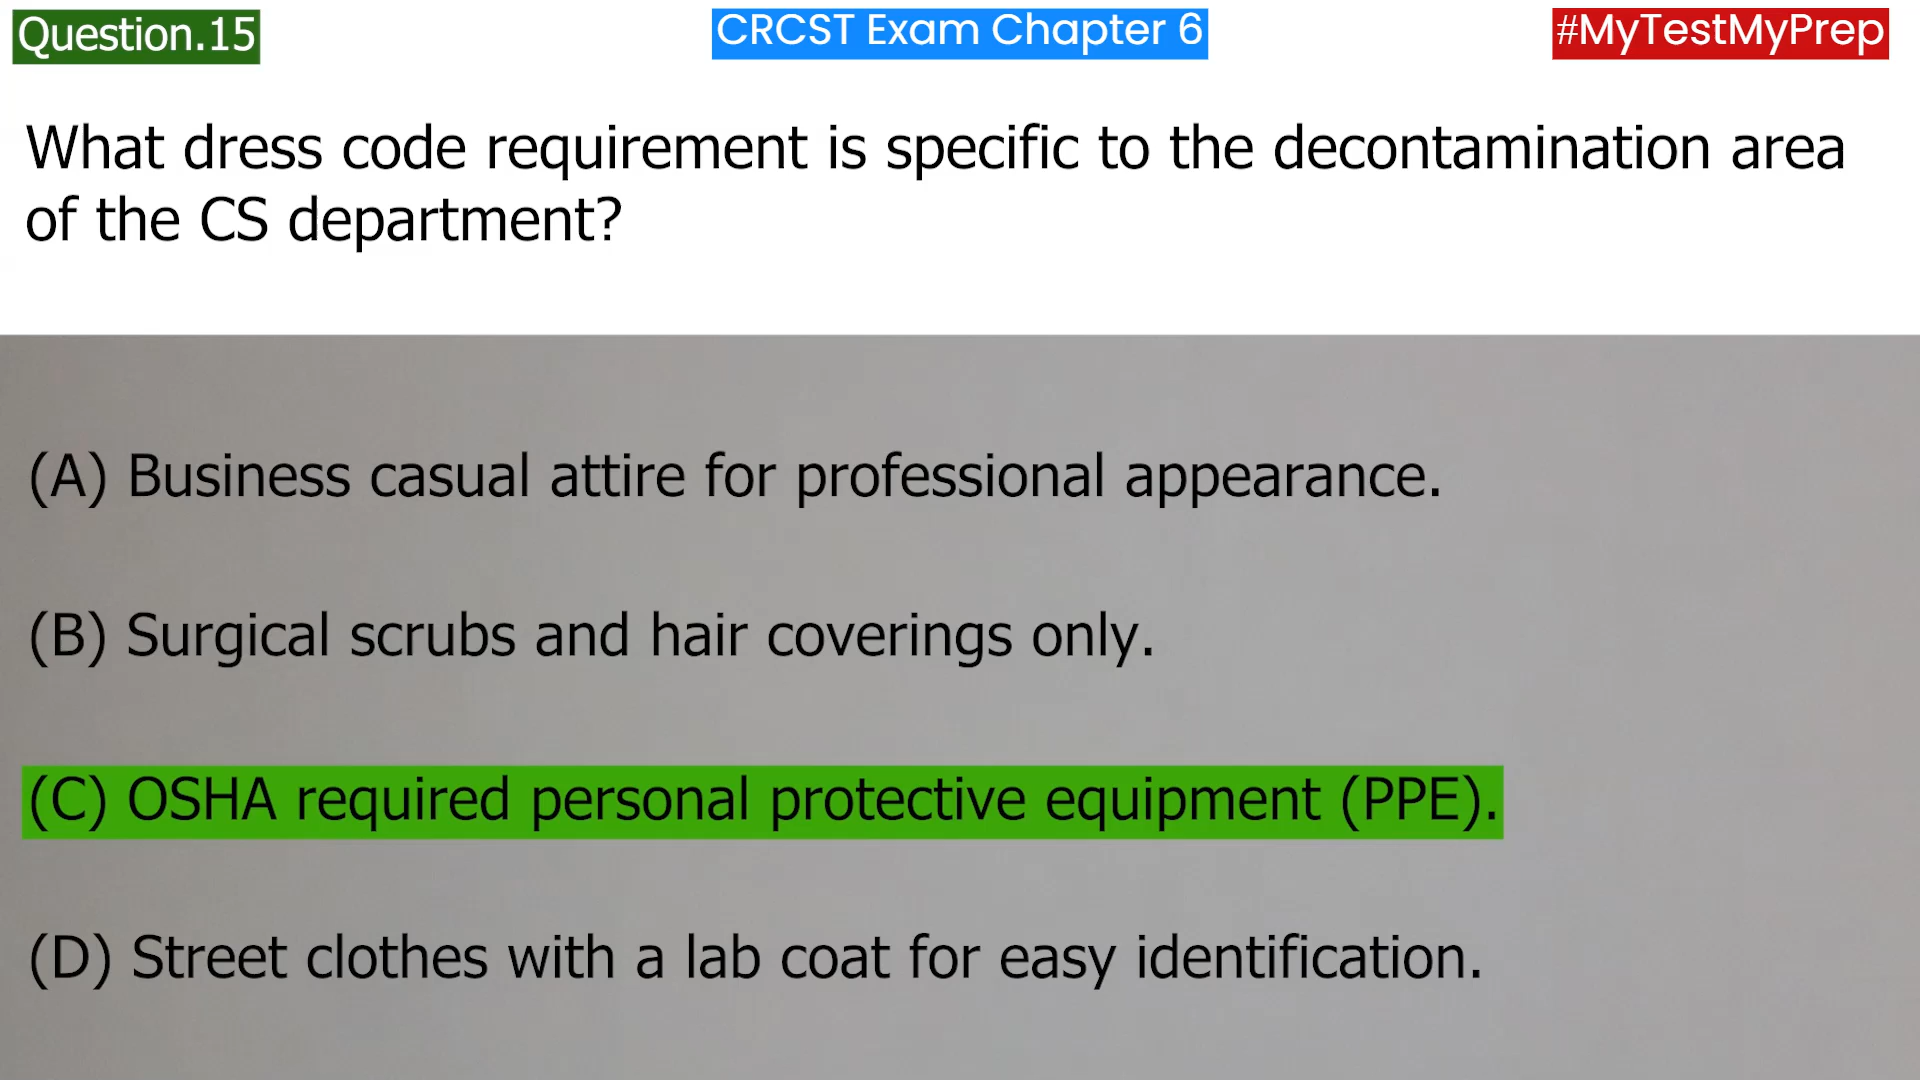 Question.15
CRCST Exam Chapter 6
#MyTestMyPrep
What dress code requirement is specific to the decontamination area
of the CS department?
(A) Business casual attire for professional appearance.
(B) Surgical scrubs and hair coverings only.
(C) OSHA required personal protective equipment (PPE).
(D) Street clothes with a lab coat for easy identification.